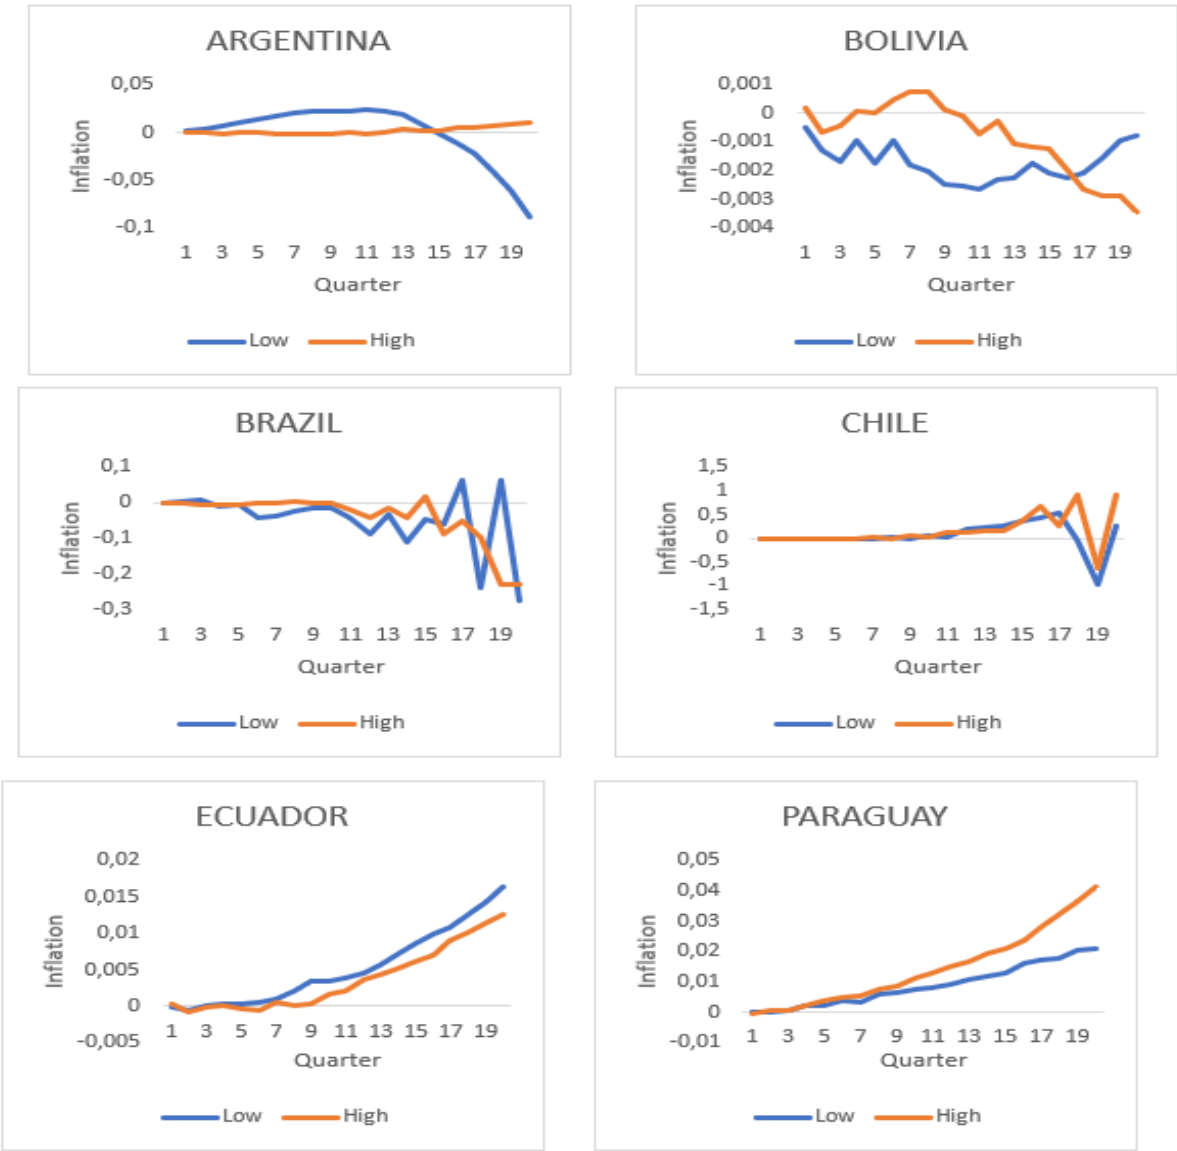 ARGENTINA
Inflation
0,05
0
-0,05
-0,1
1 3 5 7 9 11 13 15 17 19
Quarter
Low High
BOLIVIA
Inflation
0,001
0
-0,001
-0,002
-0,003
-0,004
1 3 5 7 9 11 13 15 17 19
Quarter
Low High
BRAZIL
Inflation
0,1
0
-0,1
-0,2
-0,3
1 3 5 7 9 11 13 15 17 19
Quarter
Low High
CHILE
Inflation
1,5
1
0,5
0
-0,5
-1
-1,5
1 3 5 7 9 11 13 15 17 19
Quarter
Low High
ECUADOR
Inflation
0,02
0,015
0,01
0,005
0
-0,005
1 3 5 7 9 11 13 15 17 19
Quarter
Low High
PARAGUAY
Inflation
0,05
0,04
0,03
0,02
0,01
0
-0,01
1 3 5 7 9 11 13 15 17 19
Quarter
Low High